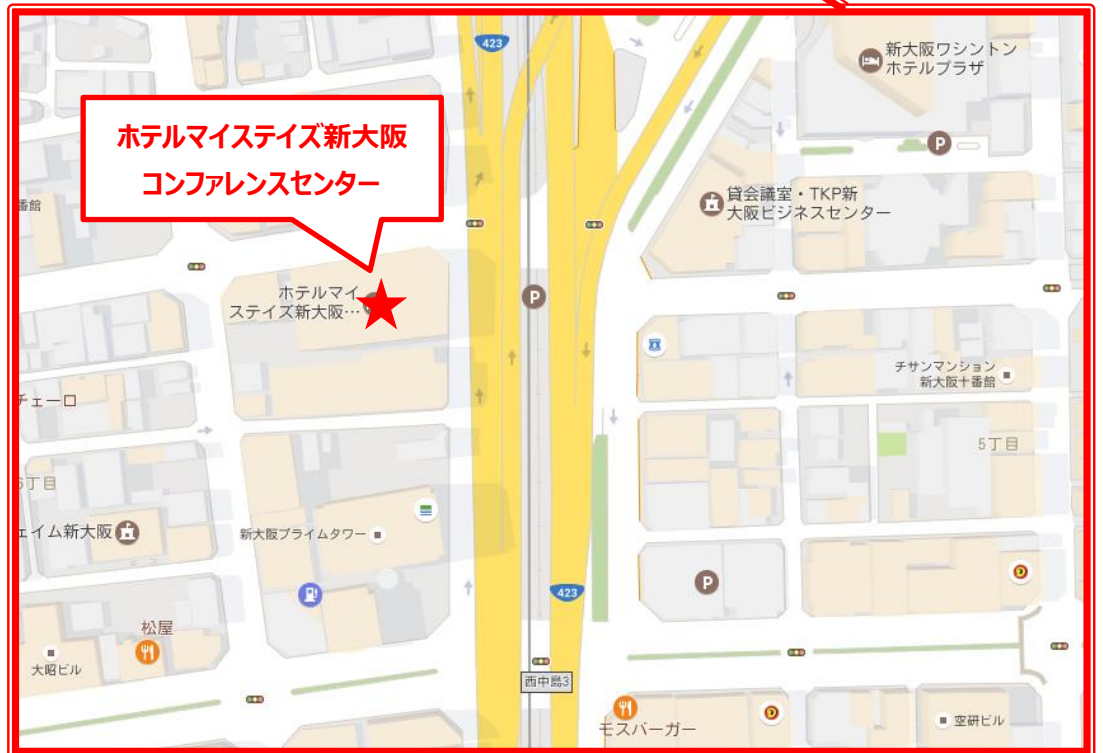 423
新大阪ワシントン
ホテルプラザ
ホテルマイステイズ新大阪
コンファレンスセンター
P
番館
貸会議室・TKP新
大阪ビジネスセンター
ホテルマイ
ステイズ新大阪…
P
チサンマンション
新大阪十番館
チェーロ
5丁目
6丁目
ェイム新大阪
新大阪プライムタワー
P
423
松屋
大昭ビル
西中島3
モスバーガー
空研ビル